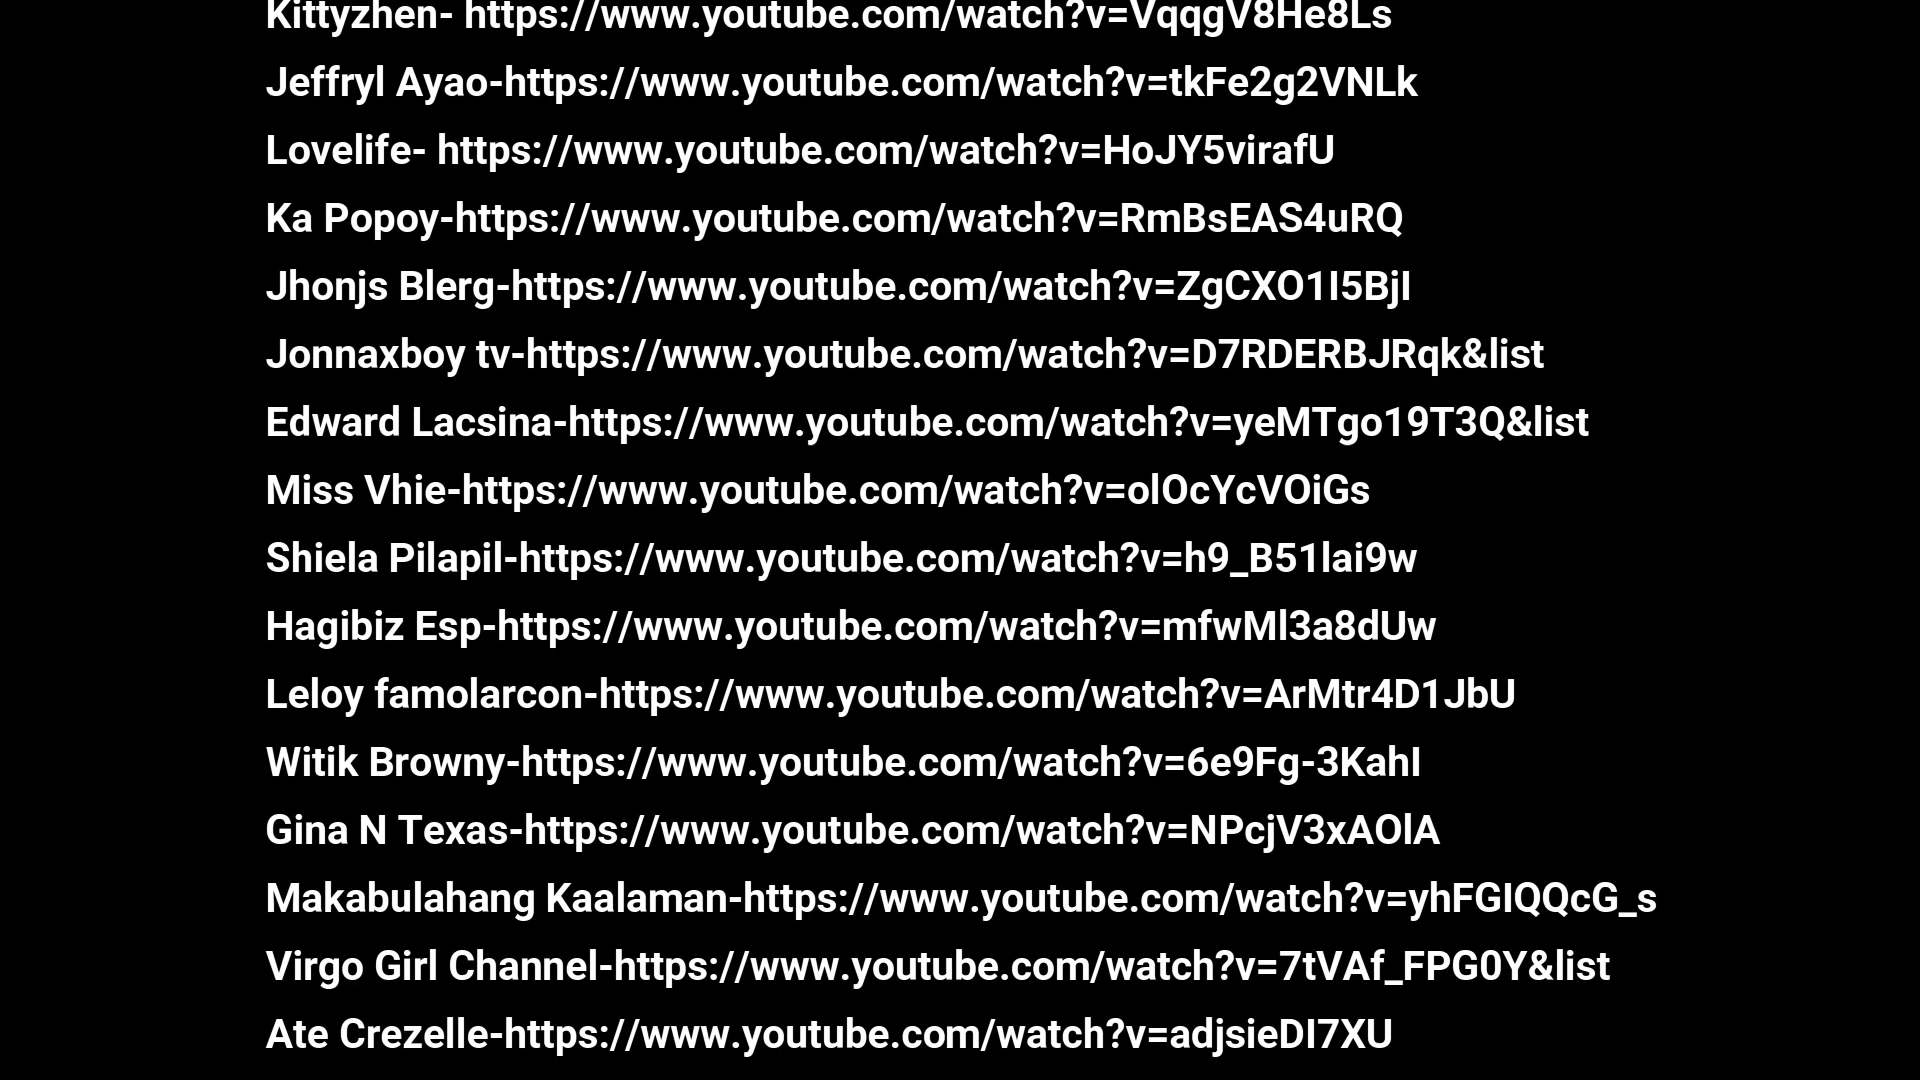 Kittyzhen- https://www.youtube.com/watch?v=VqqgV8He8Ls
Jeffryl Ayao-https://www.youtube.com/watch?v=tkFe2g2VNLk
Lovelife- https://www.youtube.com/watch?v=HoJY5virafU
Ka Popoy-https://www.youtube.com/watch?v=RmBsEAS4uRQ
Jhonjs Blerg-https://www.youtube.com/watch?v=ZgCXO1I5BjI
Jonnaxboy tv-https://www.youtube.com/watch?v=D7RDERBJRqk&list
Edward Lacsina-https://www.youtube.com/watch?v=yeMTgo19T3Q&list
Miss Vhie-https://www.youtube.com/watch?v=olOcYcVOiGs
Shiela Pilapil-https://www.youtube.com/watch?v=h9_B51lai9w
Hagibiz Esp-https://www.youtube.com/watch?v=mfwMl3a8dUw
Leloy famolarcon-https://www.youtube.com/watch?v=ArMtr4D1JbU
Witik Browny-https://www.youtube.com/watch?v=6e9Fg-3KahI
Gina N Texas-https://www.youtube.com/watch?v=NPcjV3xAOlA
Makabulahang Kaalaman-https://www.youtube.com/watch?v=yhFGIQQcG_s
Virgo Girl Channel-https://www.youtube.com/watch?v=7tVAf_FPG0Y&list
Ate Crezelle-https://www.youtube.com/watch?v=adjsieDI7XU